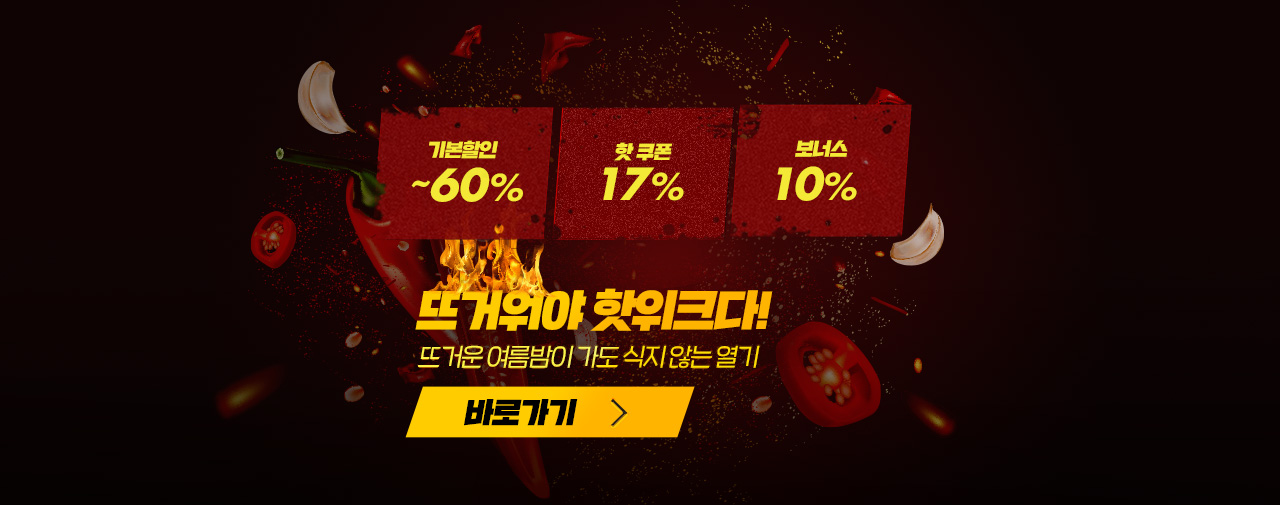 기본할인
~60%
핫 쿠폰
17%
보너스
10%
뜨거워야 핫위크다!
뜨거운 여름밤이 가도 식지 않는 열기
바로가기